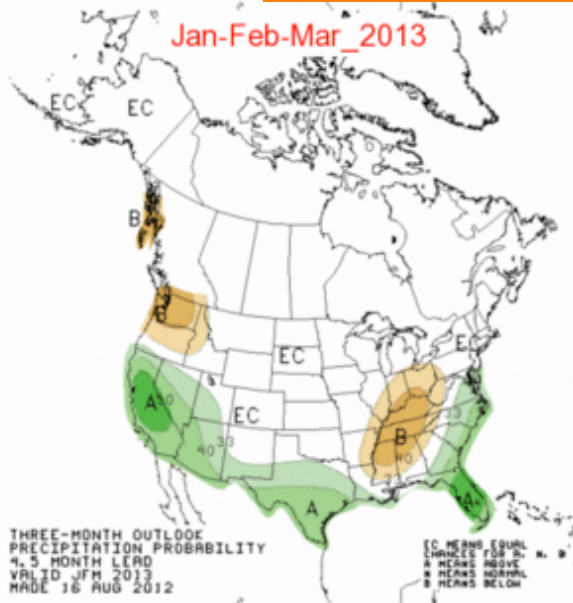 Jan-Feb-Mar_2013
EC
EC
B
B
EC
EC
EC
A
50
33
40
33
B
40
A
A
THREE-MONTH OUTLOOK
PRECIPITATION PROBABILITY
4.5 MONTH LEAD
VALID JFM 2013
MADE 16 AUG 2012
EC MEANS EQUAL
CHANCES FOR A, N, B
A MEANS ABOVE
N MEANS NORMAL
B MEANS BELOW